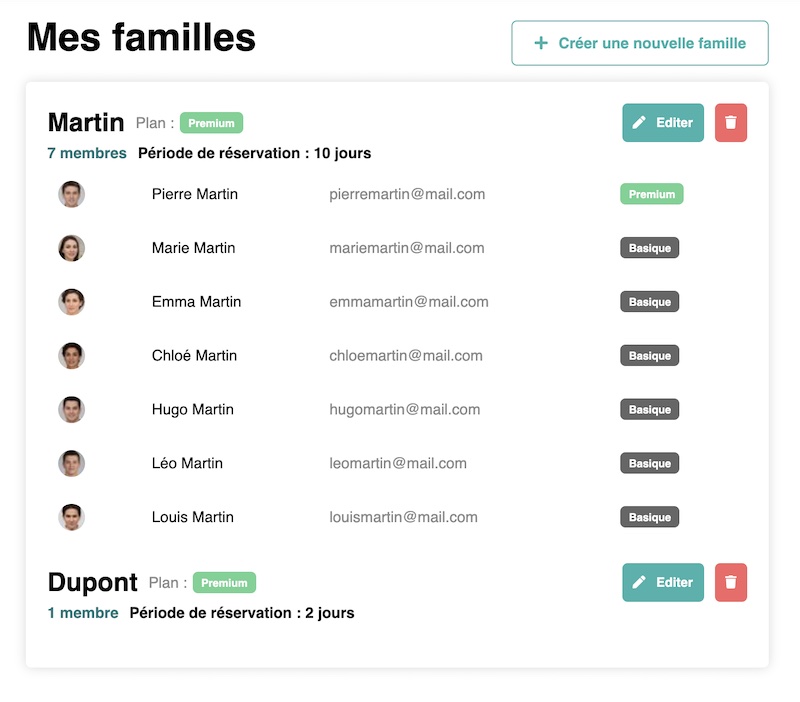 Mes familles
+ Créer une nouvelle famille
Martin Plan : Premium Editer
7 membres Période de réservation : 10 jours
Pierre Martin pierremartin@mail.com Premium
Marie Martin mariemartin@mail.com Basique
Emma Martin emmamartin@mail.com Basique
Chloé Martin chloemartin@mail.com Basique
Hugo Martin hugomartin@mail.com Basique
Léo Martin leomartin@mail.com Basique
Louis Martin louismartin@mail.com Basique
Dupont Plan : Premium Editer
1 membre Période de réservation : 2 jours